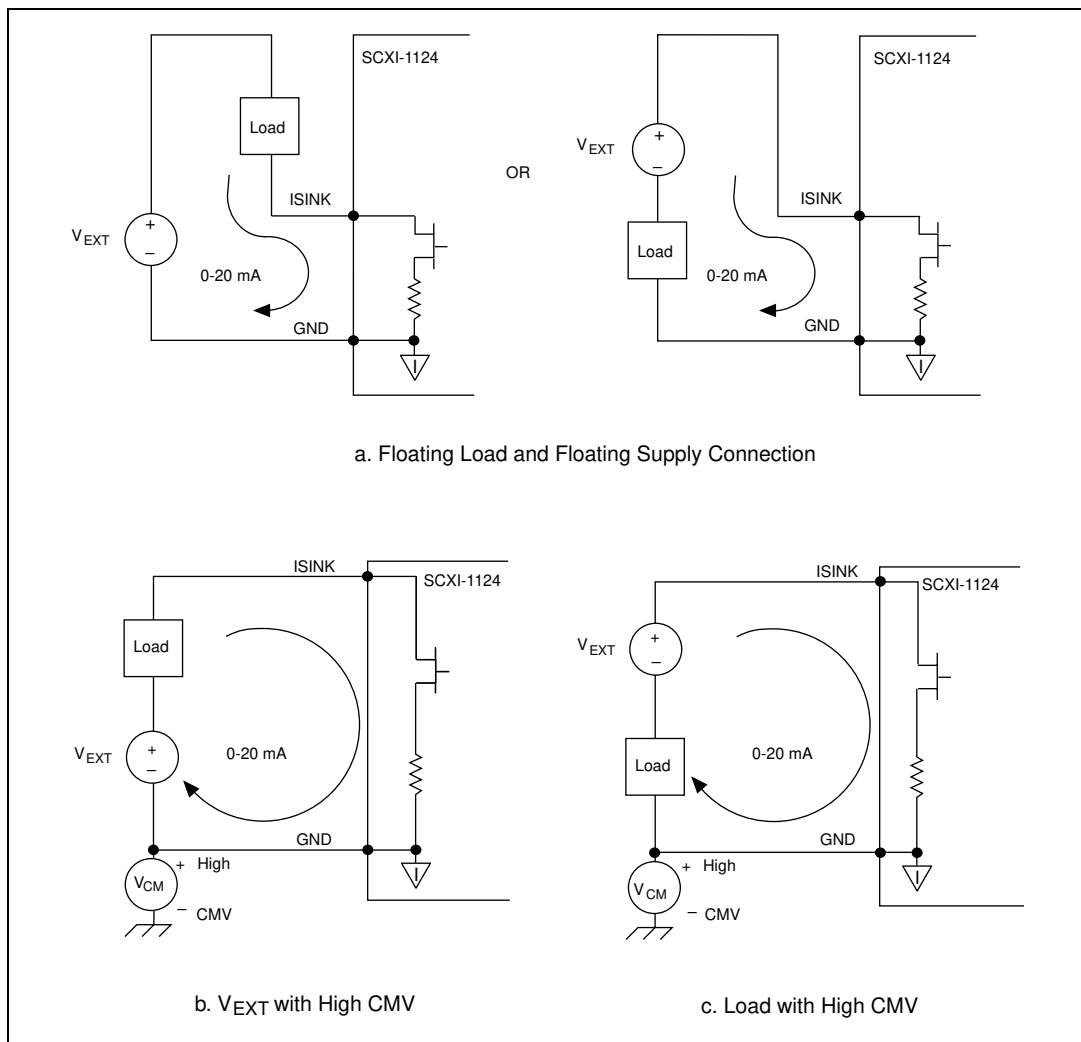 SCXI-1124
Load
ISINK
V EXT
+
–
0-20 mA
GND
I
OR
SCXI-1124
V EXT
+
–
ISINK
Load
0-20 mA
GND
I
a. Floating Load and Floating Supply Connection
ISINK
SCXI-1124
Load
V EXT
+
–
0-20 mA
GND
+ High
V CM
– CMV
I
b. V EXT with High CMV
ISINK
SCXI-1124
V EXT
+
–
Load
0-20 mA
GND
+ High
V CM
– CMV
I
c. Load with High CMV